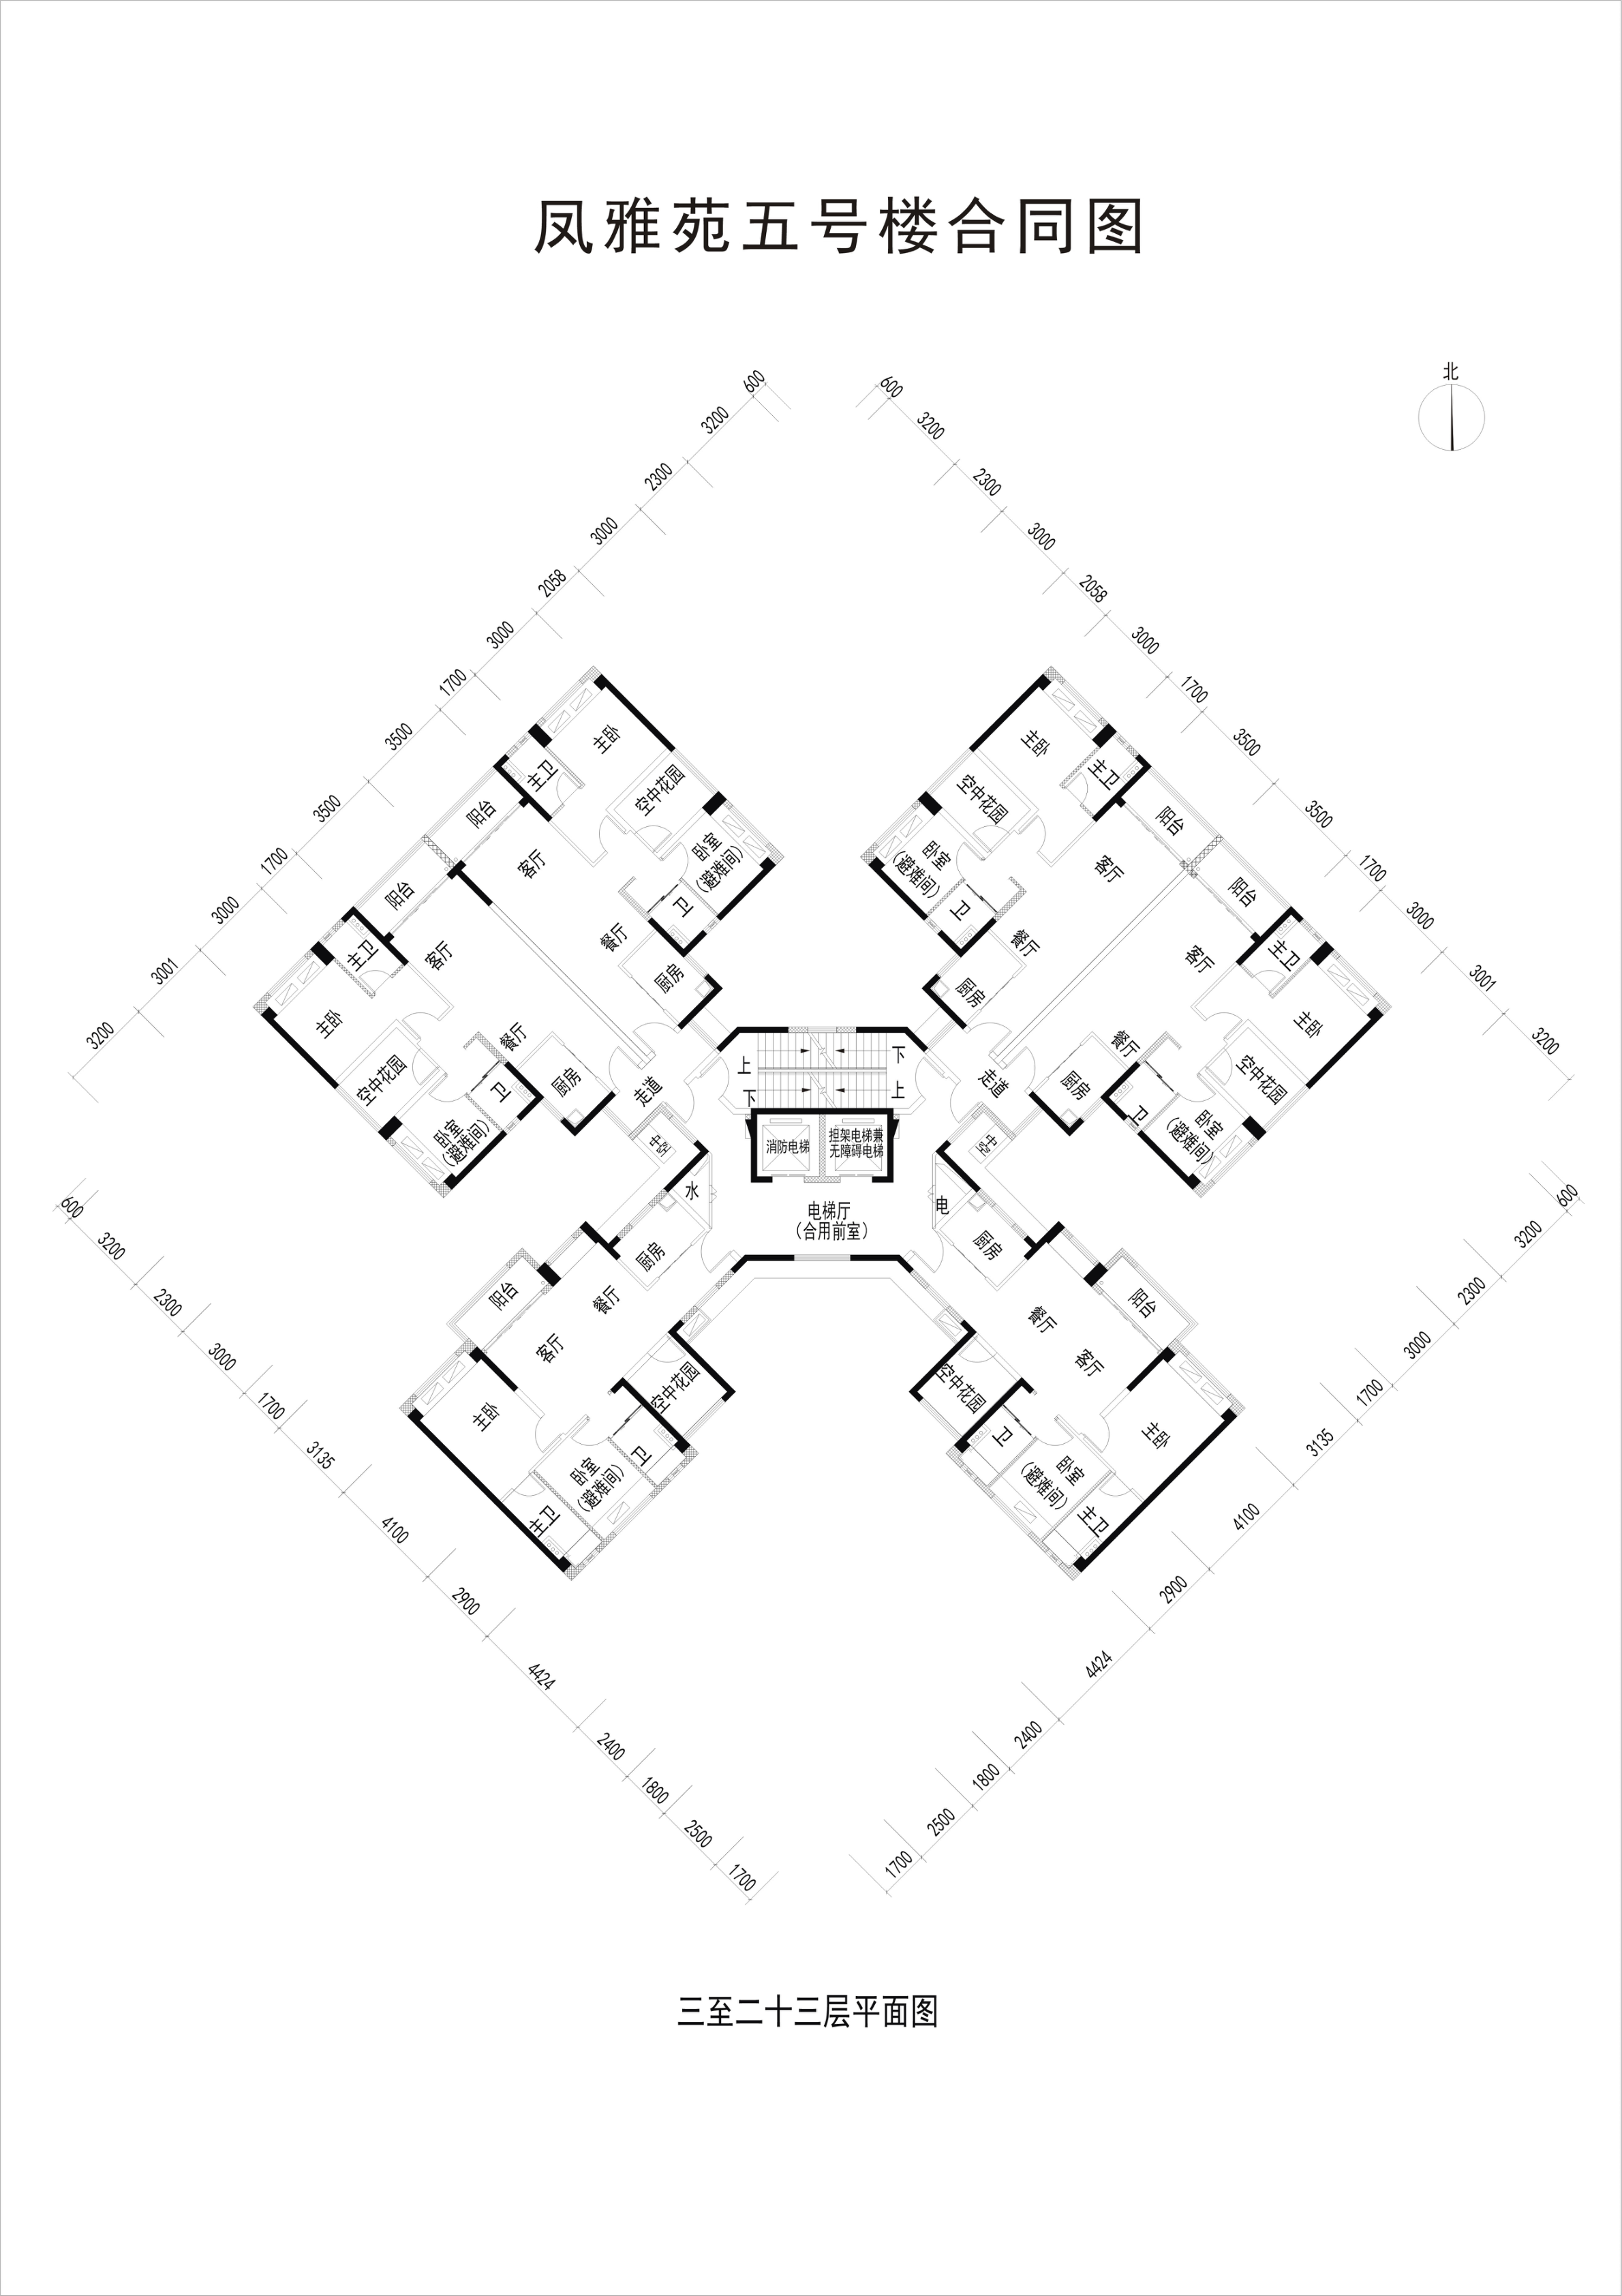 凤雅苑五号楼合同图
北
600
3200
2300
3000
2058
3000
1700
3500
3500
1700
3000
3001
3200
600
3200
2300
3000
2058
3000
1700
3500
3500
1700
3000
3001
3200
主卧
主卫
空中花园
阳台
卧室
(避难间)
客厅
卫
餐厅
厨房
阳台
主卫
客厅
主卧
餐厅
空中花园
卫
厨房
卧室
(避难间)
走道
中空
主卧
主卫
空中花园
阳台
卧室
(避难间)
客厅
卫
餐厅
厨房
阳台
主卫
客厅
主卧
餐厅
空中花园
卫
厨房
卧室
(避难间)
走道
中空
上
下
下
上
消防电梯
担架电梯兼
无障碍电梯
水
电
电梯厅
(合用前室)
厨房
阳台
餐厅
客厅
空中花园
主卧
卫
卧室
(避难间)
主卫
厨房
阳台
餐厅
客厅
空中花园
主卧
卫
卧室
(避难间)
主卫
600
3200
2300
3000
1700
3135
4100
2900
4424
2400
1800
2500
1700
600
3200
2300
3000
1700
3135
4100
2900
4424
2400
1800
2500
1700
三至二十三层平面图